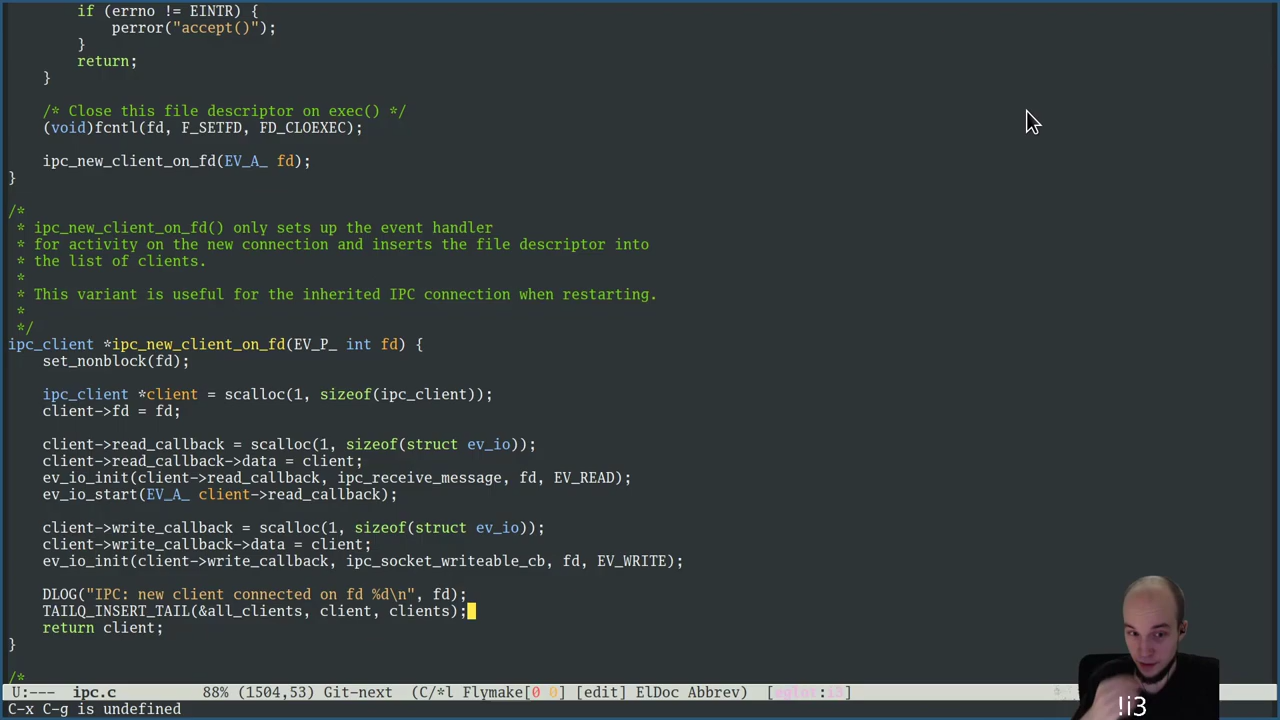 if (errno != EINTR) {
perror("accept()");
}
return;
}
/* Close this file descriptor on exec() */
(void)fcntl(fd, F_SETFD, FD_CLOEXEC);
ipc_new_client_on_fd(EV_A_ fd);
}
/*
* ipc_new_client_on_fd() only sets up the event handler
* for activity on the new connection and inserts the file descriptor into
* the list of clients.
*
* This variant is useful for the inherited IPC connection when restarting.
*
*/
ipc_client *ipc_new_client_on_fd(EV_P_ int fd) {
set_nonblock(fd);
ipc_client *client = scalloc(1, sizeof(ipc_client));
client->fd = fd;
client->read_callback = scalloc(1, sizeof(struct ev_io));
client->read_callback->data = client;
ev_io_init(client->read_callback, ipc_receive_message, fd, EV_READ);
ev_io_start(EV_A_ client->read_callback);
client->write_callback = scalloc(1, sizeof(struct ev_io));
client->write_callback->data = client;
ev_io_init(client->write_callback, ipc_socket_writeable_cb, fd, EV_WRITE);
DLOG("IPC: new client connected on fd %d\n", fd);
TAILQ_INSERT_TAIL(&all_clients, client, clients);
return client;
}
/*
U:--- ipc.c 88% (1504,53) Git-next (C/*l Flymake[0 0] [edit] ElDoc Abbrev) [eglot:i3]
C-x C-g is undefined
!i3